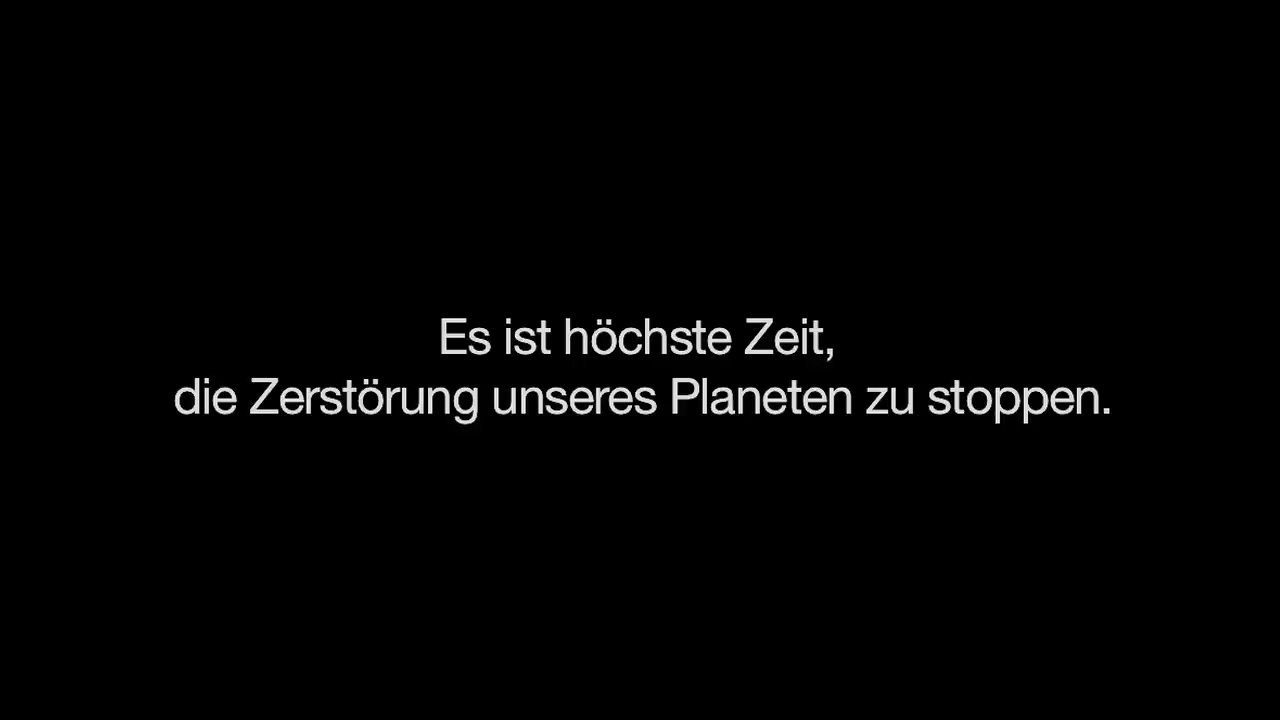 Es ist höchste Zeit,
die Zerstörung unseres Planeten zu stoppen.